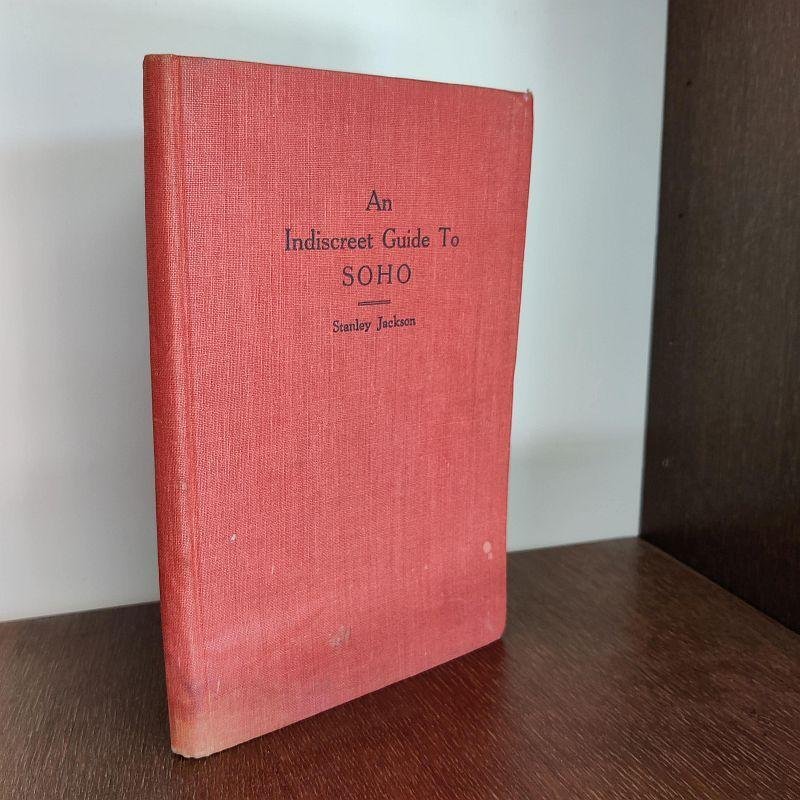 An
Indiscreet Guide To
SOHO
Stanley Jackson